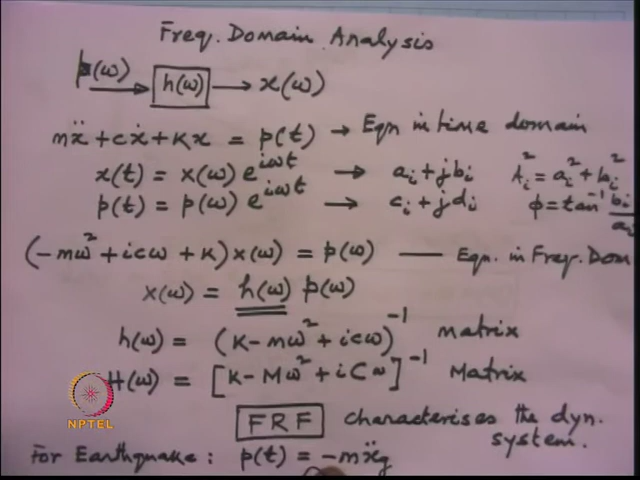 Freq. Domain Analysis
p(ω) → h(ω) → x(ω)
mẍ + cẋ + Kx = p(t) → Eqn in time domain
x(t) = x(ω) e^{iωt} → a_i + j b_i A_i² = a_i² + b_i²
p(t) = p(ω) e^{iωt} → c_i + j d_i φ = tan⁻¹ b_i/a_i
(-mω² + icω + K) x(ω) = p(ω) — Eqn. in Freq. Dom
x(ω) = h(ω) p(ω)
h(ω) = (K - mω² + icω)⁻¹ matrix
H(ω) = [K - Mω² + i C ω]⁻¹ Matrix
FRF characterises the dyn. system.
For Earthquake: p(t) = -mẍ_g
NPTEL